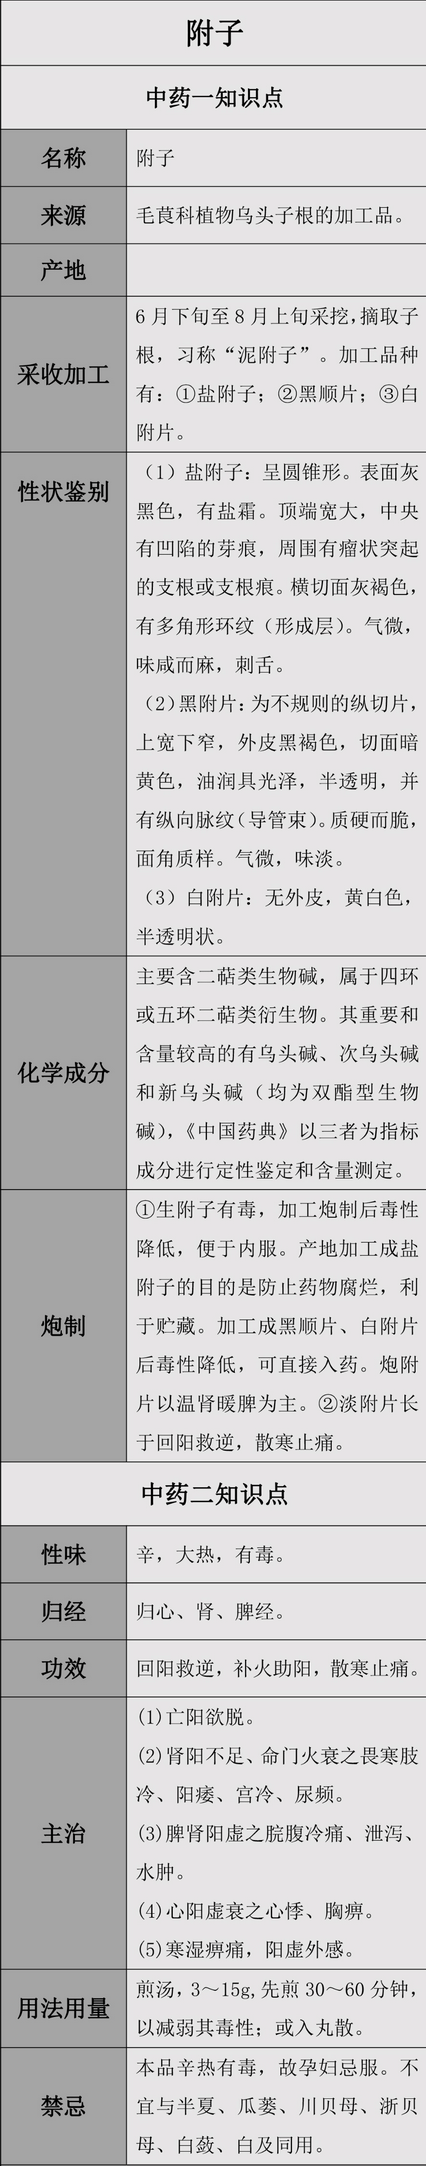 附子
中药一知识点
名称
附子
来源
毛茛科植物乌头子根的加工品。
产地
采收加工
6 月下旬至 8 月上旬采挖，摘取子
根，习称“泥附子”。加工品种
有：①盐附子；②黑顺片；③白
附片。
性状鉴别
（1）盐附子：呈圆锥形。表面灰
黑色，有盐霜。顶端宽大，中央
有凹陷的芽痕，周围有瘤状突起
的支根或支根痕。横切面灰褐色，
有多角形环纹（形成层）。气微，
味咸而麻，刺舌。
（2）黑附片：为不规则的纵切片，
上宽下窄，外皮黑褐色，切面暗
黄色，油润具光泽，半透明，并
有纵向脉纹（导管束）。质硬而脆，
面角质样。气微，味淡。
（3）白附片：无外皮，黄白色，
半透明状。
化学成分
主要含二萜类生物碱，属于四环
或五环二萜类衍生物。其重要和
含量较高的有乌头碱、次乌头碱
和新乌头碱（均为双酯型生物
碱），《中国药典》以三者为指标
成分进行定性鉴定和含量测定。
炮制
①生附子有毒，加工炮制后毒性
降低，便于内服。产地加工成盐
附子的目的是防止药物腐烂，利
于贮藏。加工成黑顺片、白附片
后毒性降低，可直接入药。炮附
片以温肾暖脾为主。②淡附片长
于回阳救逆，散寒止痛。
中药二知识点
性味
辛，大热，有毒。
归经
归心、肾、脾经。
功效
回阳救逆，补火助阳，散寒止痛。
主治
(1)亡阳欲脱。
(2)肾阳不足、命门火衰之畏寒肢
冷、阳痿、宫冷、尿频。
(3)脾肾阳虚之脘腹冷痛、泄泻、
水肿。
(4)心阳虚衰之心悸、胸痹。
(5)寒湿痹痛，阳虚外感。
用法用量
煎汤，3～15g,先煎 30～60 分钟，
以减弱其毒性；或入丸散。
禁忌
本品辛热有毒，故孕妇忌服。不
宜与半夏、瓜蒌、川贝母、浙贝
母、白蔹、白及同用。